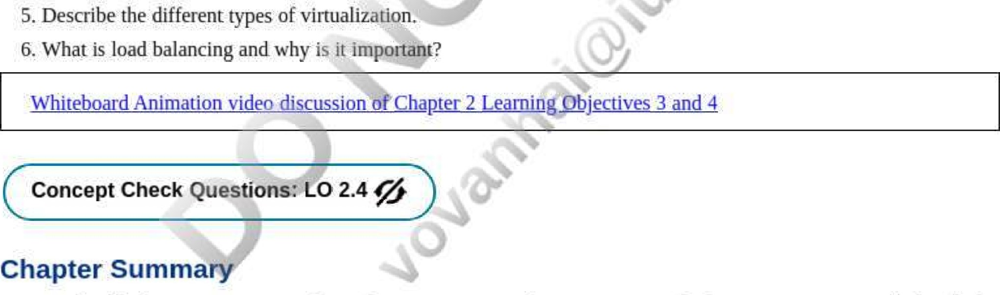 5. Describe the different types of virtualization.
6. What is load balancing and why is it important?
Whiteboard Animation video discussion of Chapter 2 Learning Objectives 3 and 4
Concept Check Questions: LO 2.4
Chapter Summary
DO NO
vovanhai@iu